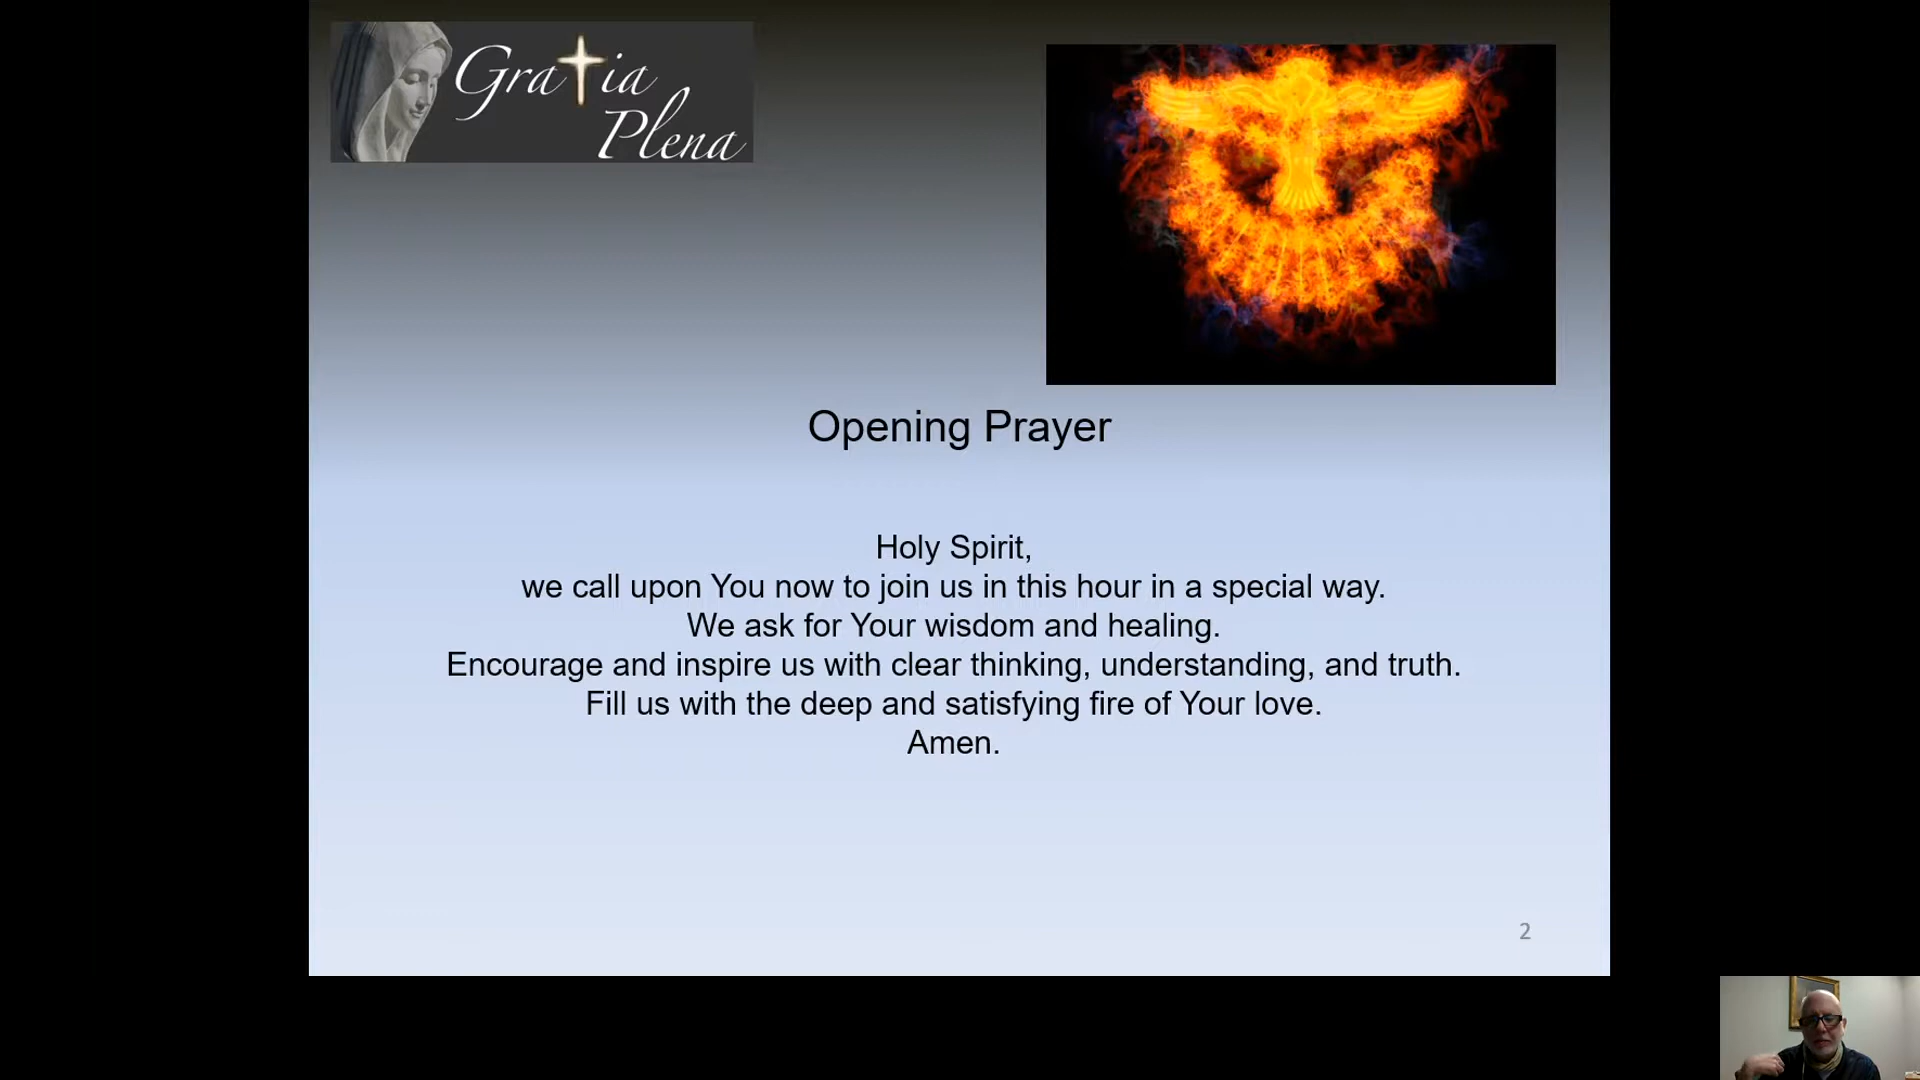 Gratia
Plena
Opening Prayer
Holy Spirit,
we call upon You now to join us in this hour in a special way.
We ask for Your wisdom and healing.
Encourage and inspire us with clear thinking, understanding, and truth.
Fill us with the deep and satisfying fire of Your love.
Amen.
2